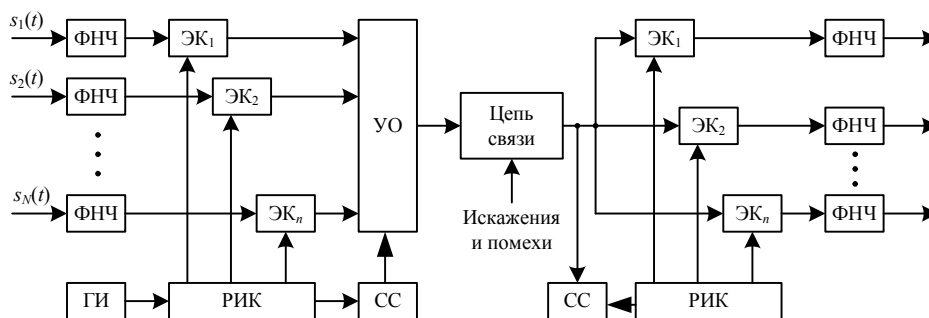 s₁(t)
ФНЧ
ЭК₁
ЭК₁
ФНЧ
s₂(t)
ФНЧ
ЭК₂
УО
Цепь
связи
ЭК₂
ФНЧ
s_N(t)
ФНЧ
ЭКₙ
Искажения
и помехи
ЭКₙ
ФНЧ
ГИ
РИК
СС
СС
РИК